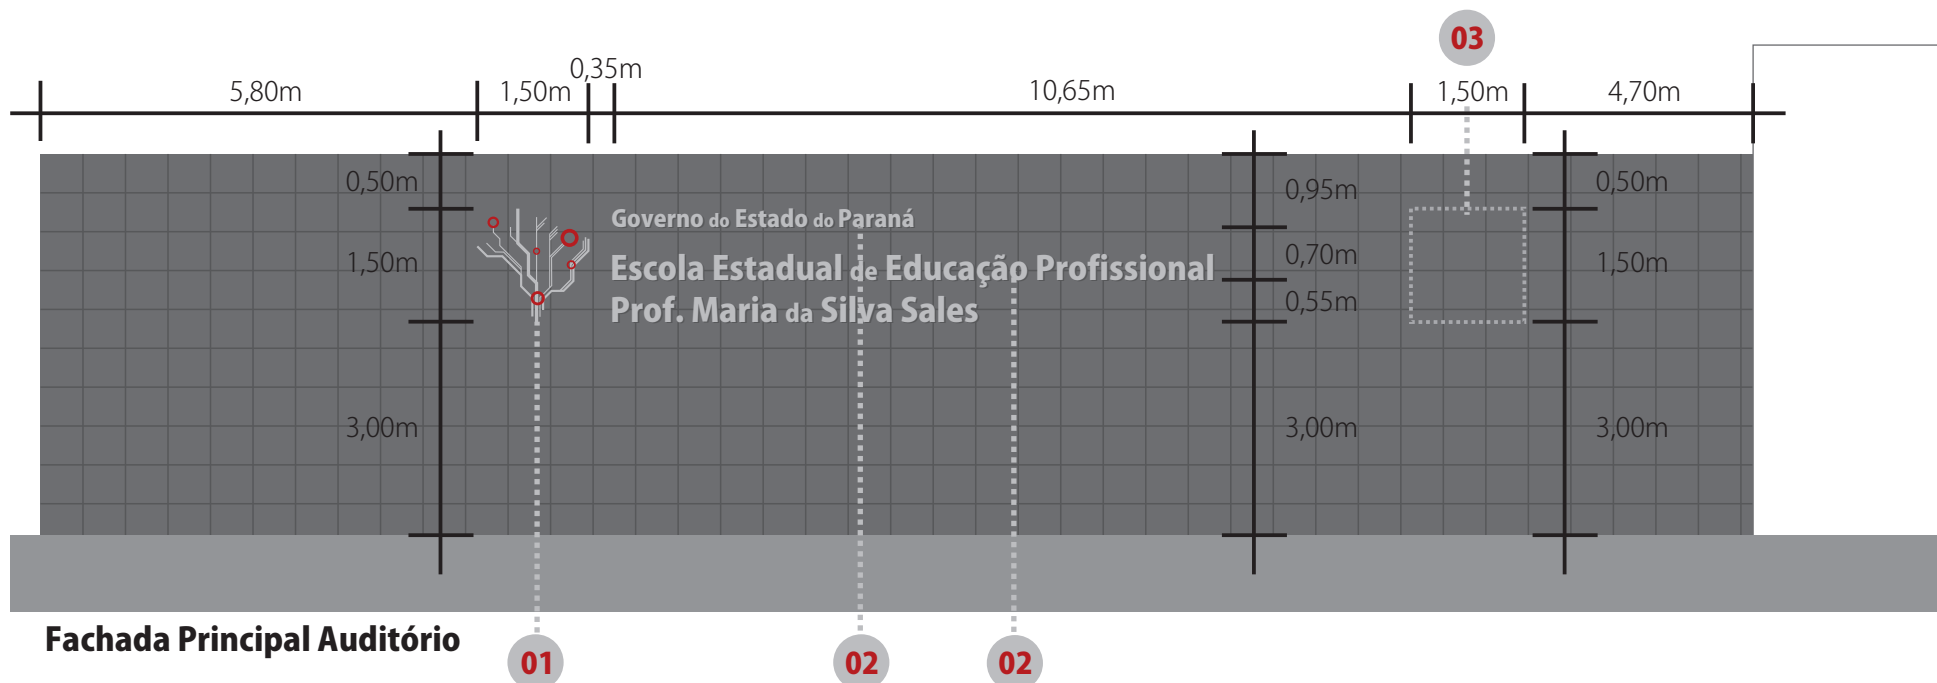 03
0,35m
5,80m 1,50m 10,65m 1,50m 4,70m
0,50m 0,95m 0,50m
Governo do Estado do Paraná
1,50m Escola Estadual de Educação Profissional 0,70m 1,50m
Prof. Maria da Silva Sales 0,55m
3,00m 3,00m 3,00m
Fachada Principal Auditório
01 02 02